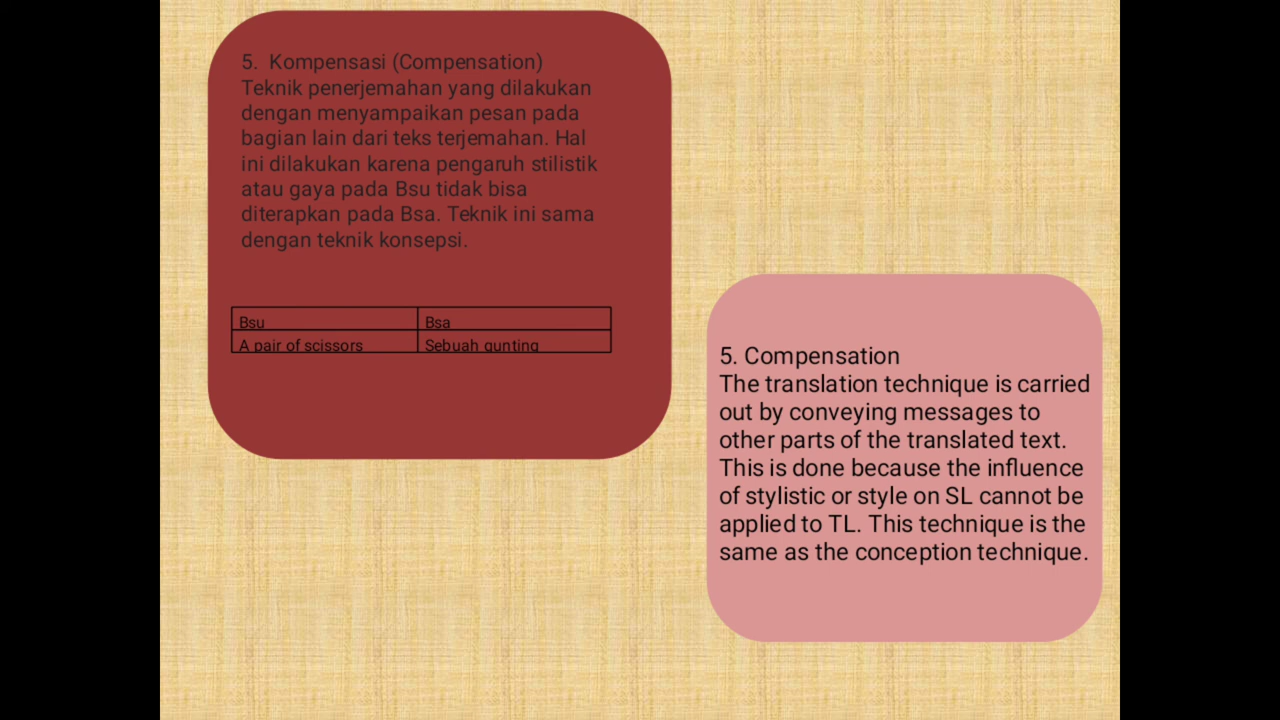 5. Kompensasi (Compensation)
Teknik penerjemahan yang dilakukan
dengan menyampaikan pesan pada
bagian lain dari teks terjemahan. Hal
ini dilakukan karena pengaruh stilistik
atau gaya pada Bsu tidak bisa
diterapkan pada Bsa. Teknik ini sama
dengan teknik konsepsi.
Bsu Bsa
A pair of scissors Sebuah gunting
5. Compensation
The translation technique is carried
out by conveying messages to
other parts of the translated text.
This is done because the influence
of stylistic or style on SL cannot be
applied to TL. This technique is the
same as the conception technique.